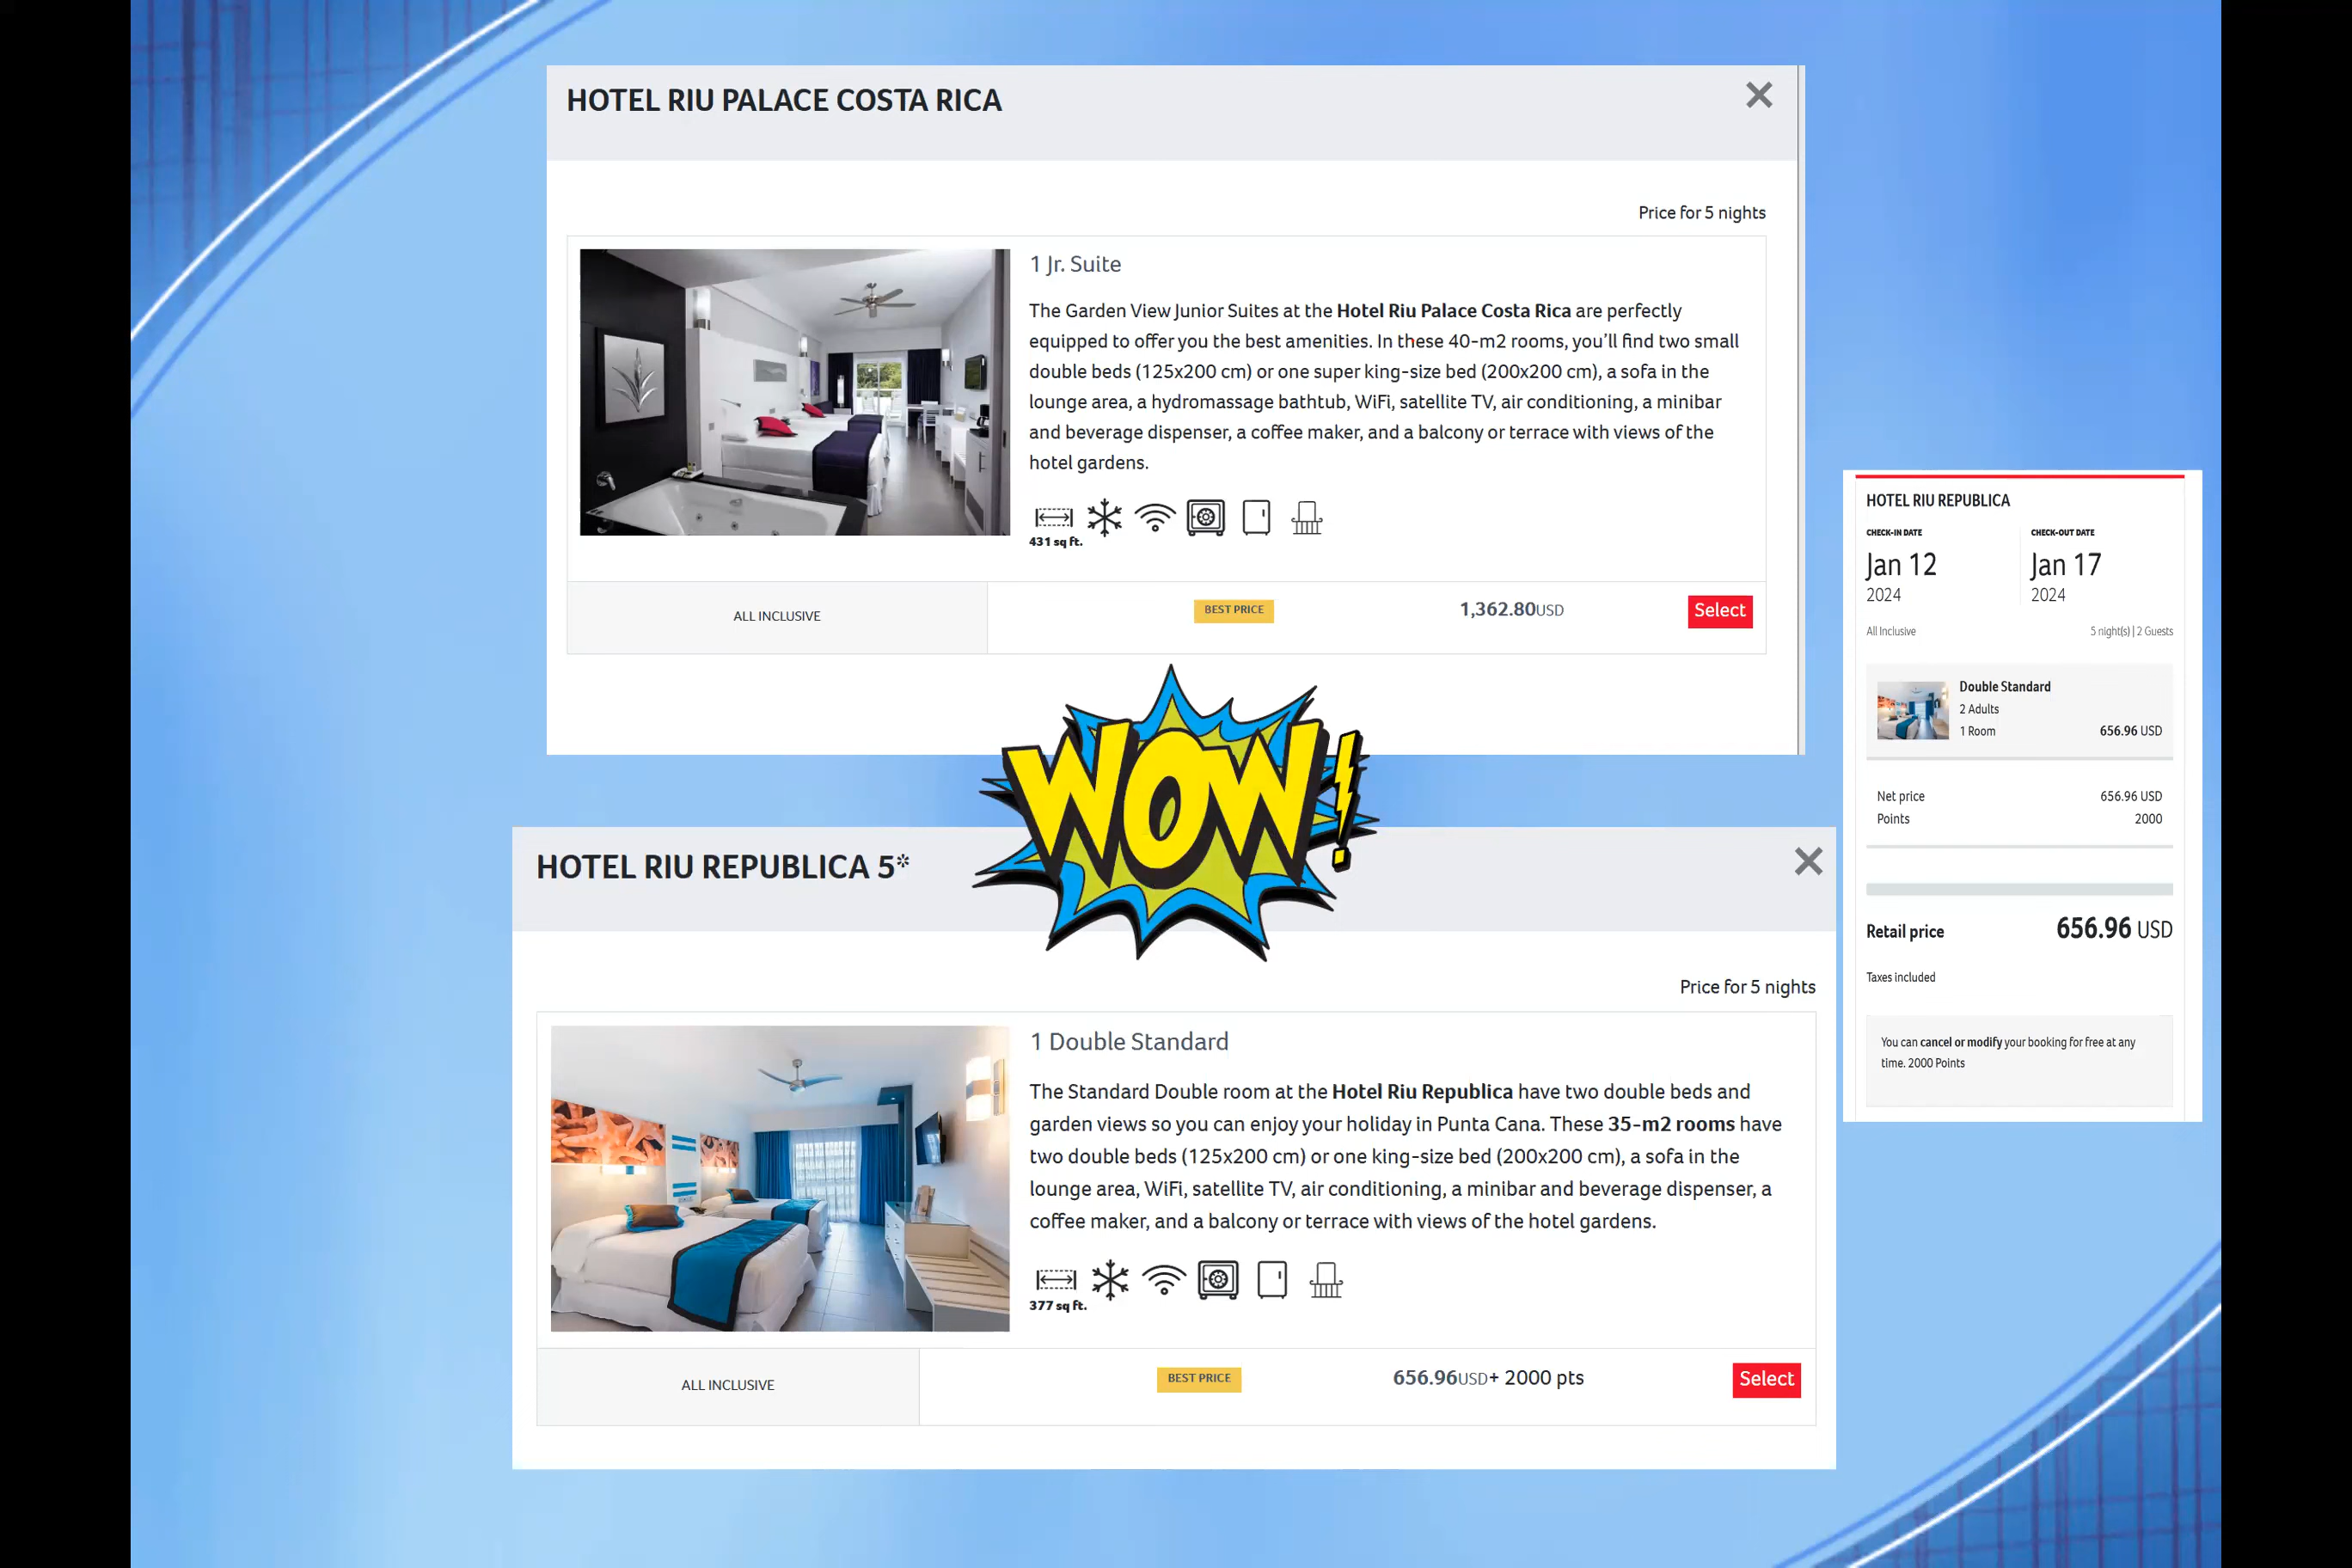 HOTEL RIU PALACE COSTA RICA
Price for 5 nights
1 Jr. Suite
The Garden View Junior Suites at the Hotel Riu Palace Costa Rica are perfectly
equipped to offer you the best amenities. In these 40-m2 rooms, you'll find two small
double beds (125x200 cm) or one super king-size bed (200x200 cm), a sofa in the
lounge area, a hydromassage bathtub, WiFi, satellite TV, air conditioning, a minibar
and beverage dispenser, a coffee maker, and a balcony or terrace with views of the
hotel gardens.
431 sq ft.
ALL INCLUSIVE
BEST PRICE
1,362.80USD
Select
WOW!
HOTEL RIU REPUBLICA 5*
Price for 5 nights
1 Double Standard
The Standard Double room at the Hotel Riu Republica have two double beds and
garden views so you can enjoy your holiday in Punta Cana. These 35-m2 rooms have
two double beds (125x200 cm) or one king-size bed (200x200 cm), a sofa in the
lounge area, WiFi, satellite TV, air conditioning, a minibar and beverage dispenser, a
coffee maker, and a balcony or terrace with views of the hotel gardens.
377 sq ft.
ALL INCLUSIVE
BEST PRICE
656.96USD+ 2000 pts
Select
HOTEL RIU REPUBLICA
CHECK-IN DATE CHECK-OUT DATE
Jan 12 Jan 17
2024 2024
All Inclusive 5 night(s) | 2 Guests
Double Standard
2 Adults
1 Room 656.96 USD
Net price 656.96 USD
Points 2000
Retail price 656.96 USD
Taxes included
You can cancel or modify your booking for free at any
time. 2000 Points